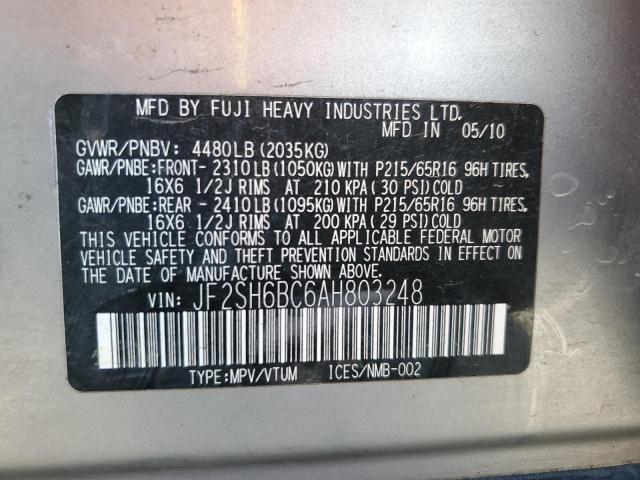 MFD BY FUJI HEAVY INDUSTRIES LTD.
MFD IN 05/10
GVWR/PNBV: 4480LB (2035KG)
GAWR/PNBE:FRONT- 2310LB (1050KG) WITH P215/65R16 96H TIRES,
16X6 1/2J RIMS AT 210 KPA (30 PSI) COLD
GAWR/PNBE:REAR - 2410LB (1095KG) WITH P215/65R16 96H TIRES,
16X6 1/2J RIMS AT 200 KPA (29 PSI) COLD
THIS VEHICLE CONFORMS TO ALL APPLICABLE FEDERAL MOTOR
VEHICLE SAFETY AND THEFT PREVENTION STANDARDS IN EFFECT
ON THE DATE OF MANUFACTURE SHOWN ABOVE.
VIN: JF2SH6BC6AH803248
TYPE:MPV/VTUM ICES/NMB-002